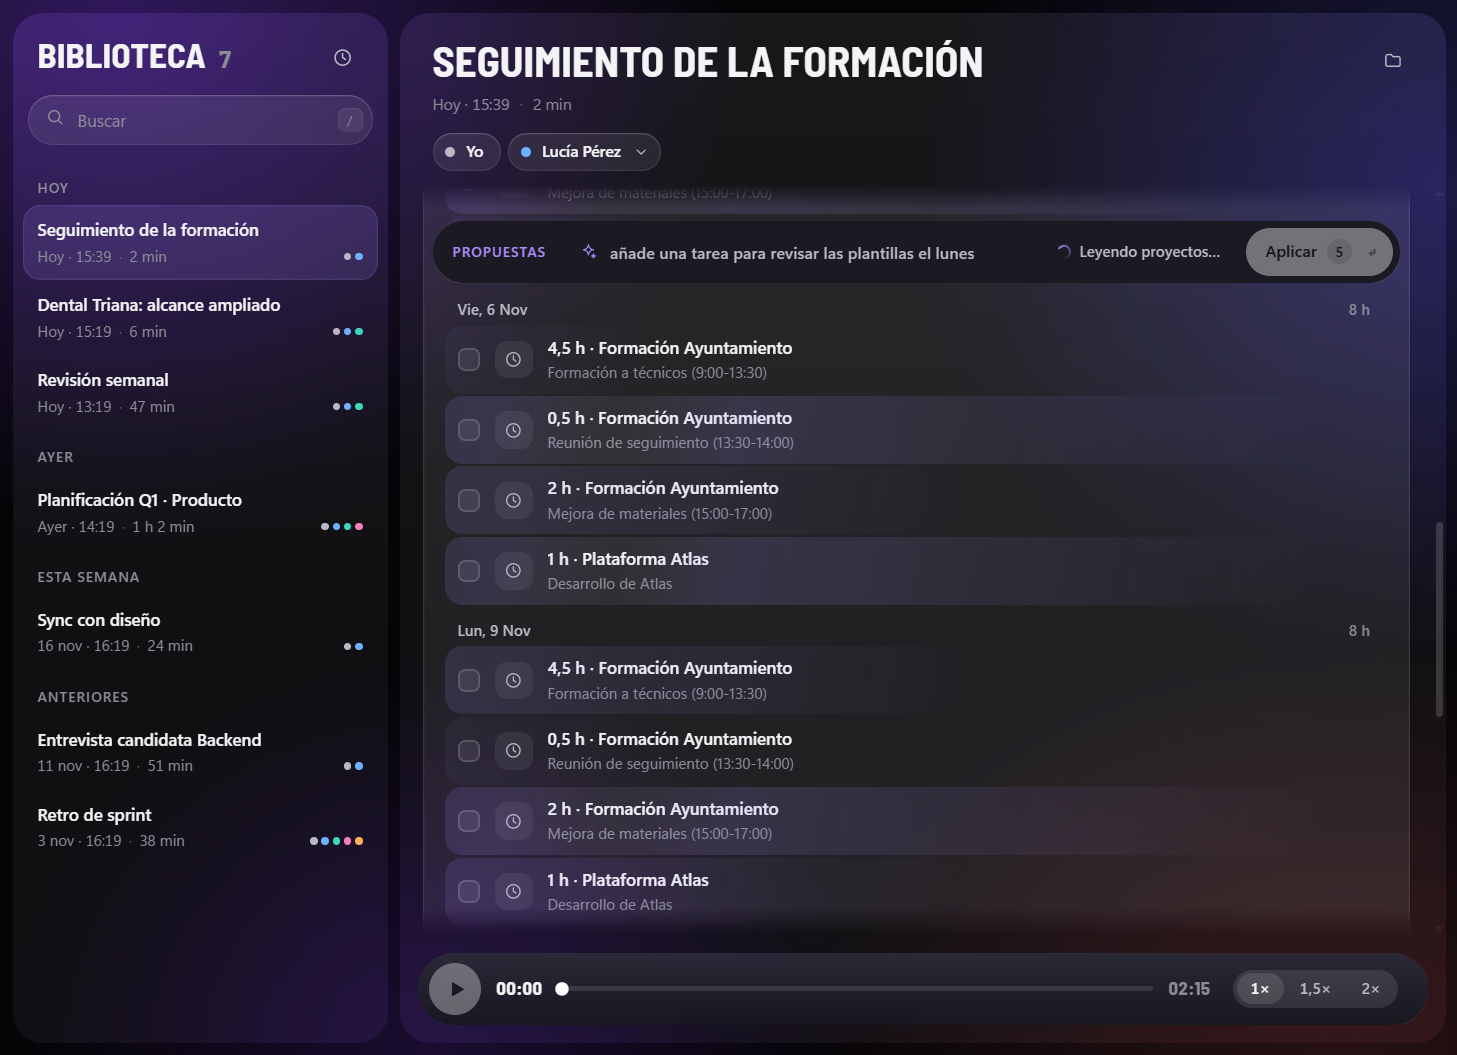 BIBLIOTECA 7
Buscar /
HOY
Seguimiento de la formación
Hoy · 15:39 · 2 min
Dental Triana: alcance ampliado
Hoy · 15:19 · 6 min
Revisión semanal
Hoy · 13:19 · 47 min
AYER
Planificación Q1 · Producto
Ayer · 14:19 · 1 h 2 min
ESTA SEMANA
Sync con diseño
16 nov · 16:19 · 24 min
ANTERIORES
Entrevista candidata Backend
11 nov · 16:19 · 51 min
Retro de sprint
3 nov · 16:19 · 38 min
SEGUIMIENTO DE LA FORMACIÓN
Hoy · 15:39 · 2 min
Yo Lucía Pérez
Mejora de materiales (15:00-17:00)
PROPUESTAS añade una tarea para revisar las plantillas el lunes Leyendo proyectos... Aplicar 5
Vie, 6 Nov 8 h
4,5 h · Formación Ayuntamiento
Formación a técnicos (9:00-13:30)
0,5 h · Formación Ayuntamiento
Reunión de seguimiento (13:30-14:00)
2 h · Formación Ayuntamiento
Mejora de materiales (15:00-17:00)
1 h · Plataforma Atlas
Desarrollo de Atlas
Lun, 9 Nov 8 h
4,5 h · Formación Ayuntamiento
Formación a técnicos (9:00-13:30)
0,5 h · Formación Ayuntamiento
Reunión de seguimiento (13:30-14:00)
2 h · Formación Ayuntamiento
Mejora de materiales (15:00-17:00)
1 h · Plataforma Atlas
Desarrollo de Atlas
00:00 02:15 1× 1,5× 2×